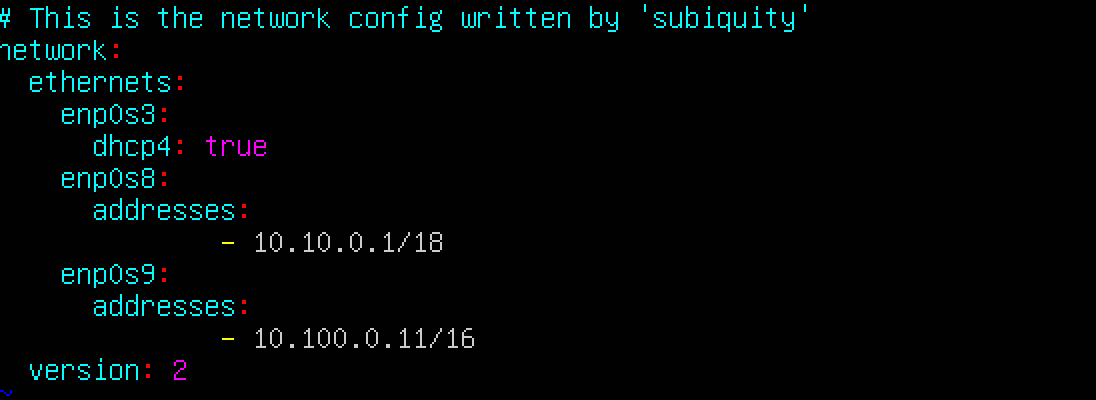 # This is the network config written by 'subiquity'
network:
  ethernets:
    enp0s3:
      dhcp4: true
    enp0s8:
      addresses:
              - 10.10.0.1/18
    enp0s9:
      addresses:
              - 10.100.0.11/16
  version: 2
~